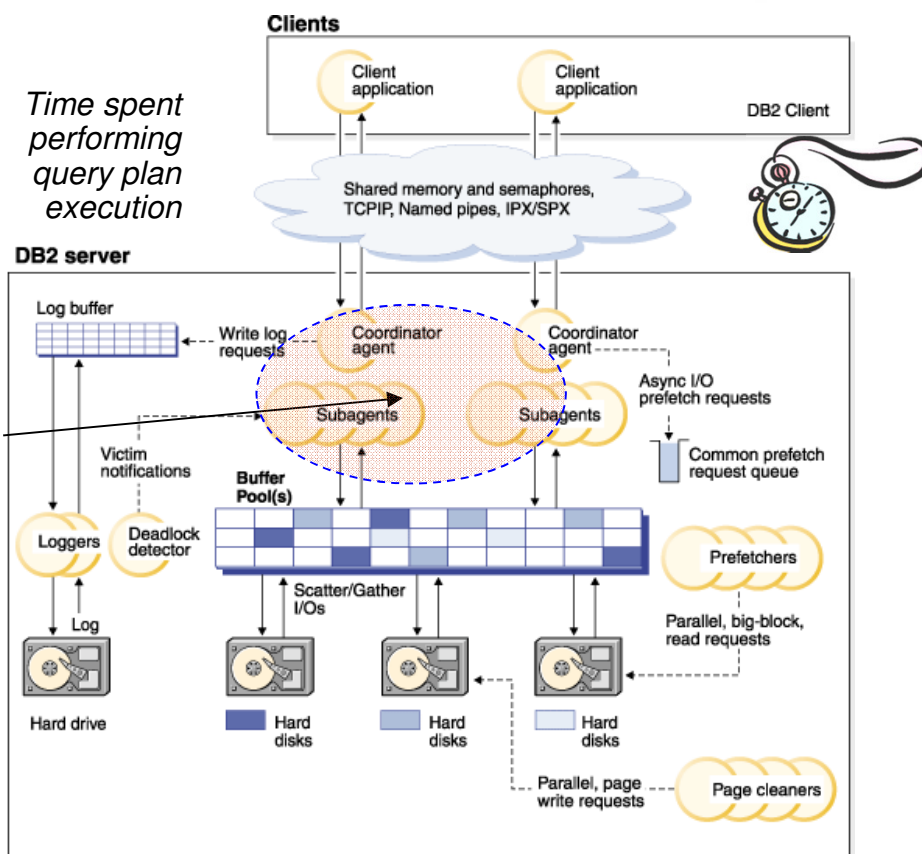 Clients
Client
application
Client
application
DB2 Client
Time spent
performing
query plan
execution
Shared memory and semaphores,
TCPIP, Named pipes, IPX/SPX
DB2 server
Log buffer
Write log
requests
Coordinator
agent
Coordinator
agent
Async I/O
prefetch requests
Subagents
Subagents
Victim
notifications
Common prefetch
request queue
Buffer
Pool(s)
Loggers
Deadlock
detector
Prefetchers
Scatter/Gather
I/Os
Log
Parallel, big-block,
read requests
Hard drive
Hard
disks
Hard
disks
Hard
disks
Parallel, page
write requests
Page cleaners